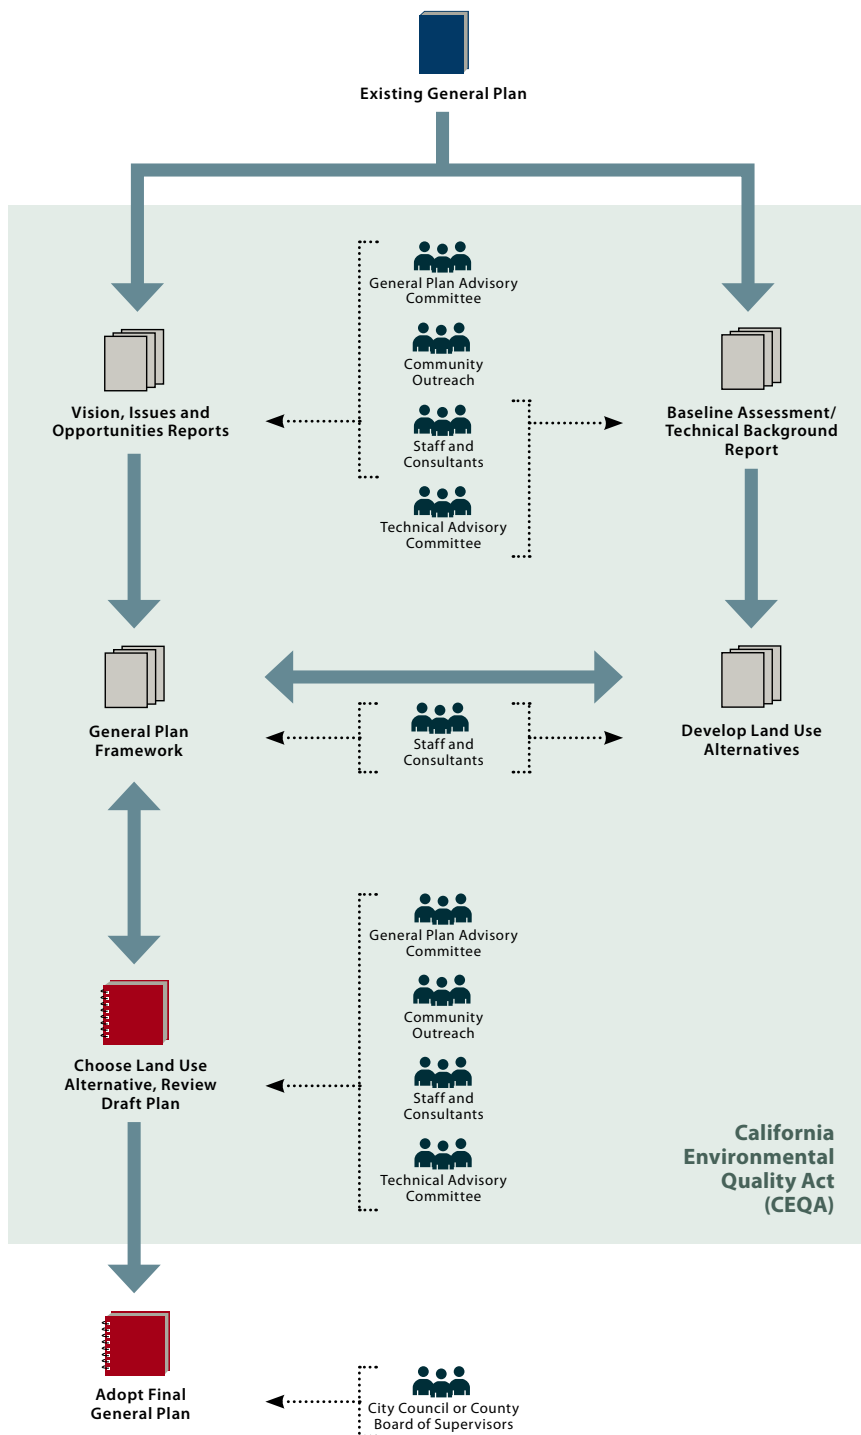 Existing General Plan
General Plan Advisory
Committee
Community
Outreach
Vision, Issues and
Opportunities Reports
Baseline Assessment/
Technical Background
Report
Staff and
Consultants
Technical Advisory
Committee
General Plan
Framework
Staff and
Consultants
Develop Land Use
Alternatives
General Plan Advisory
Committee
Community
Outreach
Choose Land Use
Alternative, Review
Draft Plan
Staff and
Consultants
Technical Advisory
Committee
California
Environmental
Quality Act
(CEQA)
Adopt Final
General Plan
City Council or County
Board of Supervisors